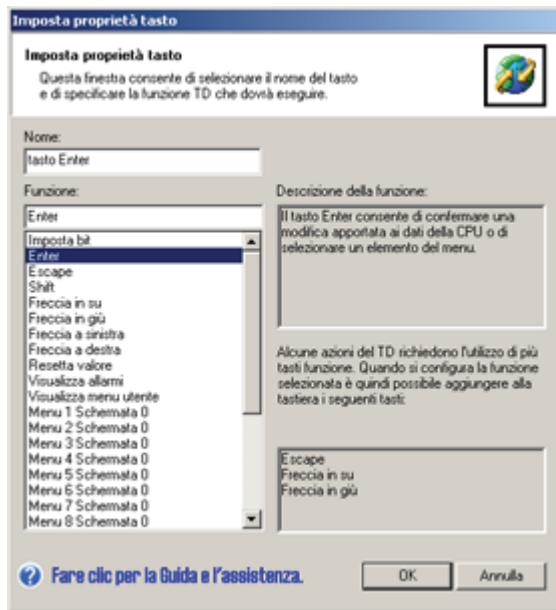 Imposta proprietà tasto
Imposta proprietà tasto
Questa finestra consente di selezionare il nome del tasto
e di specificare la funzione TD che dovrà eseguire.
Nome:
tasto Enter
Funzione:
Enter
Imposta bit
Enter
Escape
Shift
Freccia in su
Freccia in giù
Freccia a sinistra
Freccia a destra
Resetta valore
Visualizza allarmi
Visualizza menu utente
Menu 1 Schermata 0
Menu 2 Schermata 0
Menu 3 Schermata 0
Menu 4 Schermata 0
Menu 5 Schermata 0
Menu 6 Schermata 0
Menu 7 Schermata 0
Menu 8 Schermata 0
Descrizione della funzione:
Il tasto Enter consente di confermare una
modifica apportata ai dati della CPU o di
selezionare un elemento del menu.
Alcune azioni del TD richiedono l'utilizzo di più
tasti funzione. Quando si configura la funzione
selezionata è quindi possibile aggiungere alla
tastiera i seguenti tasti:
Escape
Freccia in su
Freccia in giù
Fare clic per la Guida e l'assistenza.
OK
Annulla